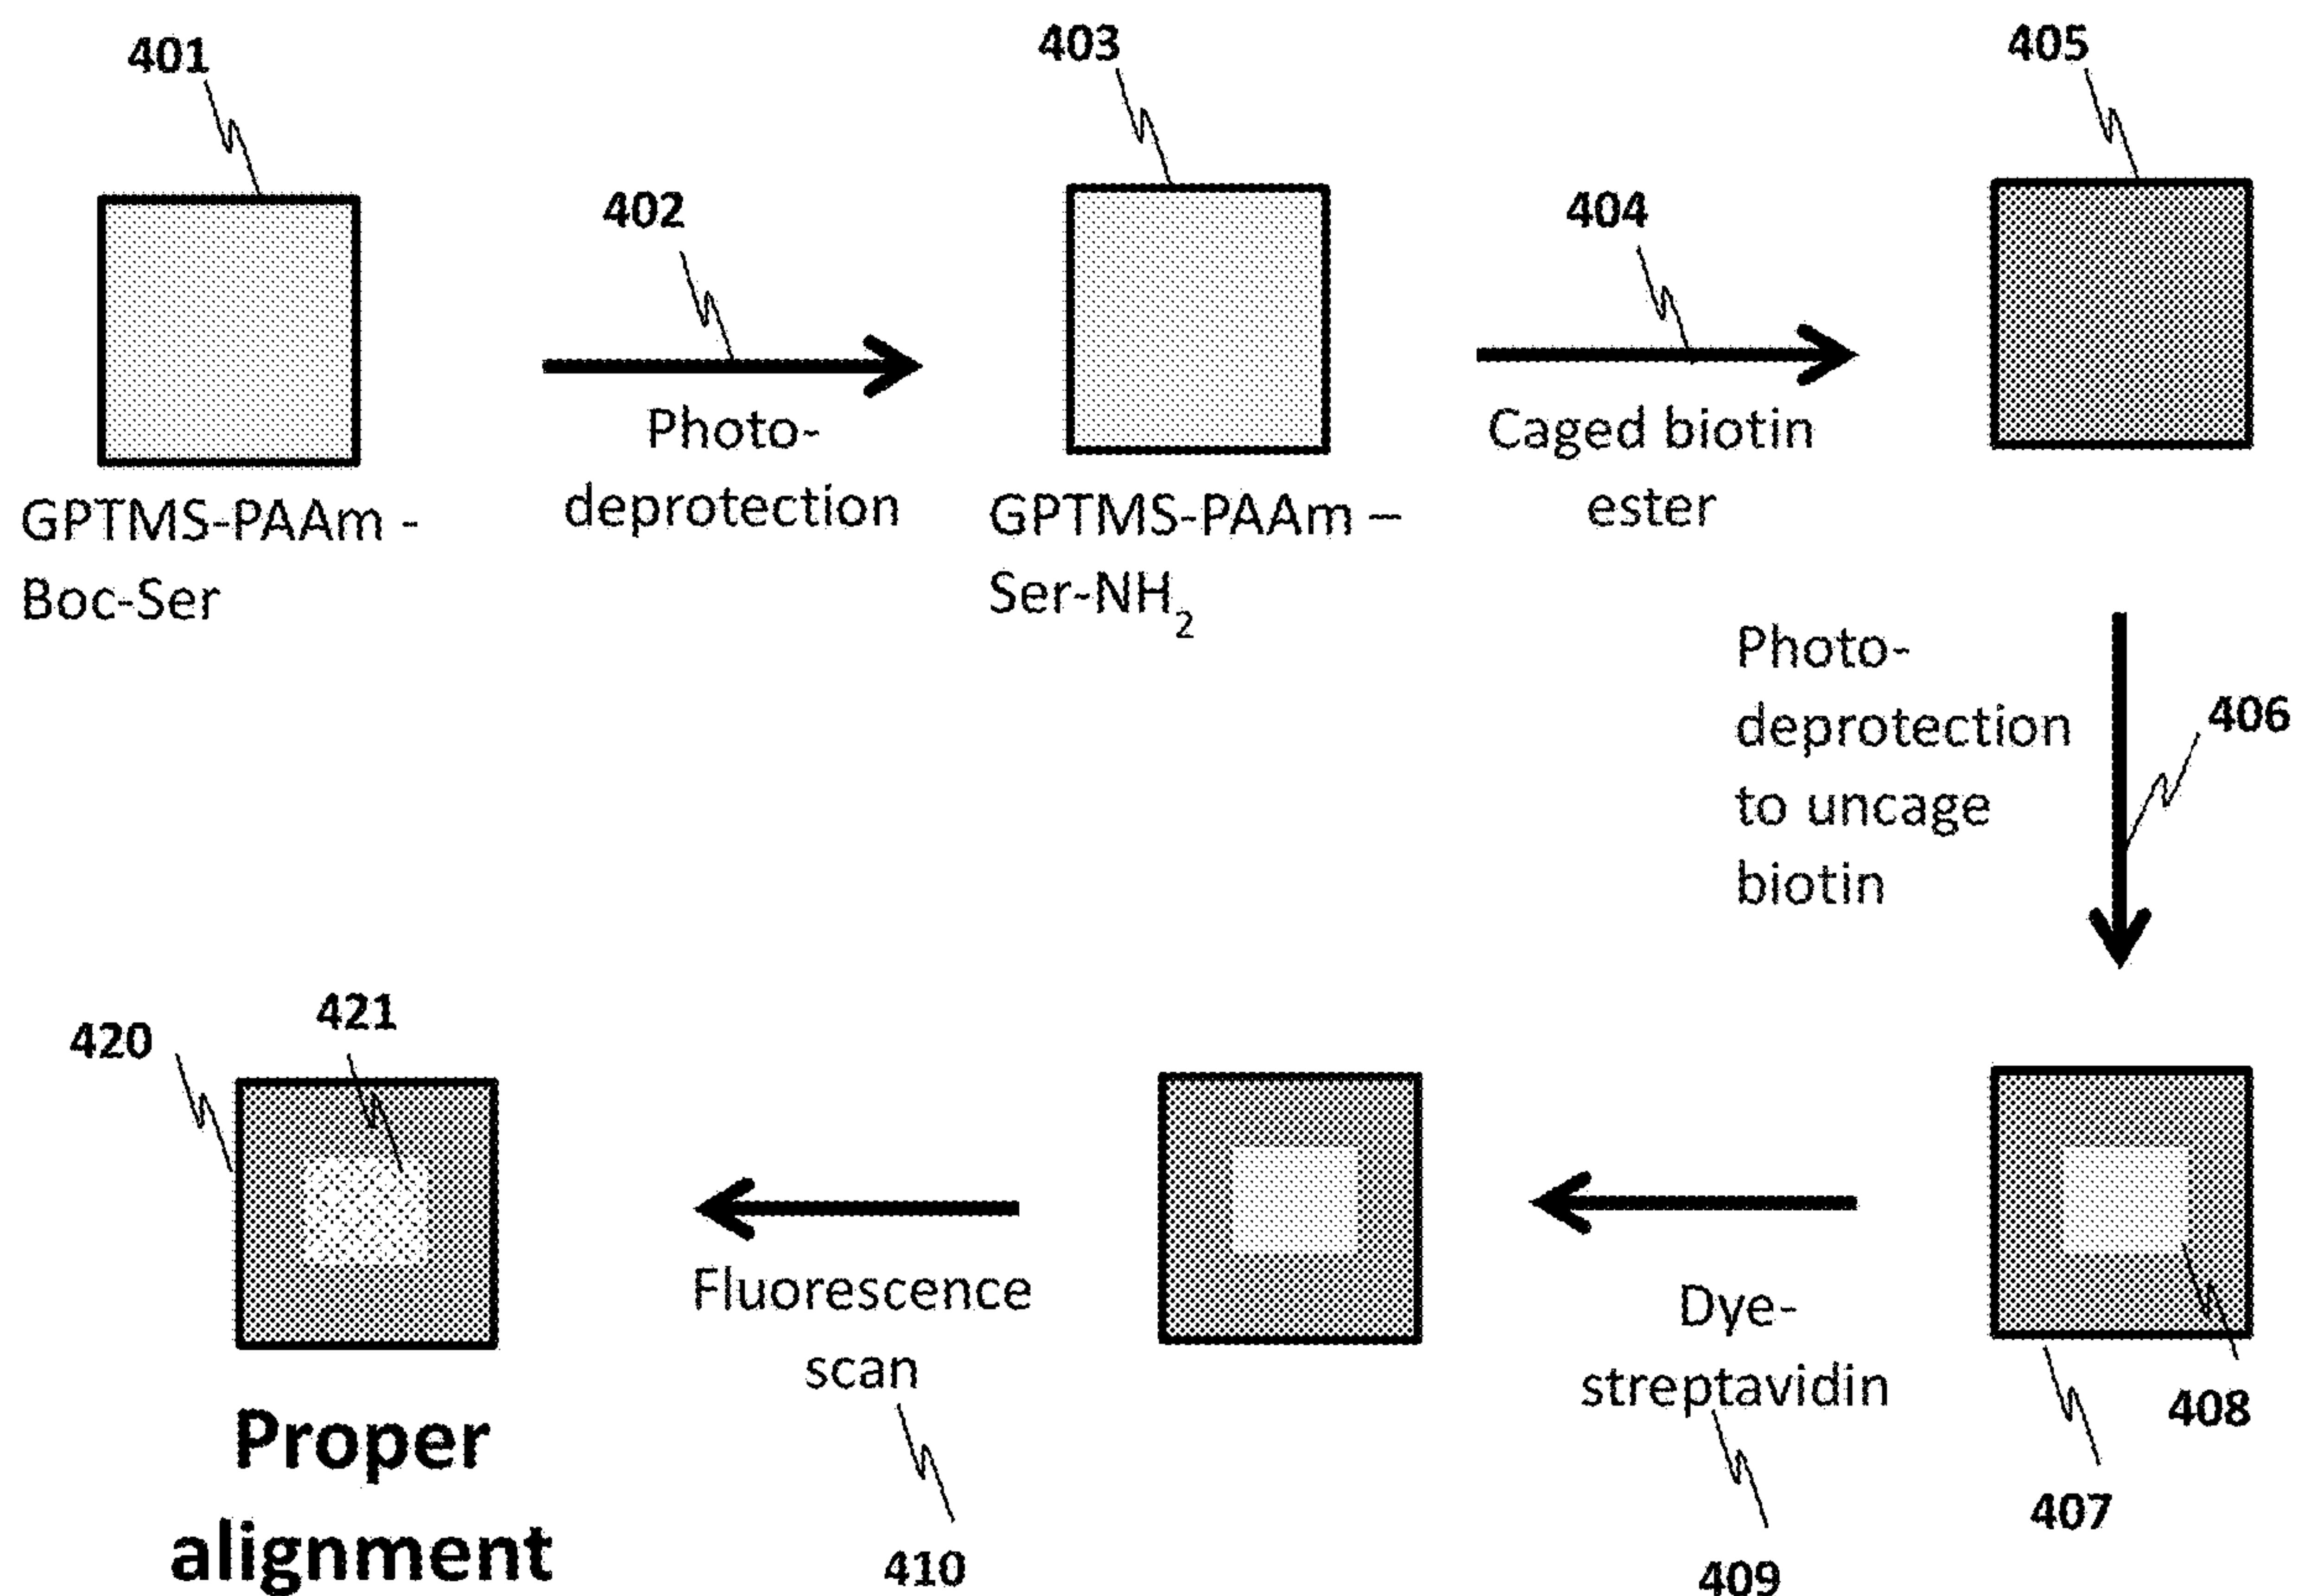 401
403
405
402
404
Photo-
deprotection
Caged biotin
ester
GPTMS-PAAm -
Boc-Ser
GPTMS-PAAm –
Ser-NH2
Photo-
deprotection
to uncage
biotin
406
420
421
Fluorescence
scan
Dye-
streptavidin
408
407
Proper
alignment
410
409